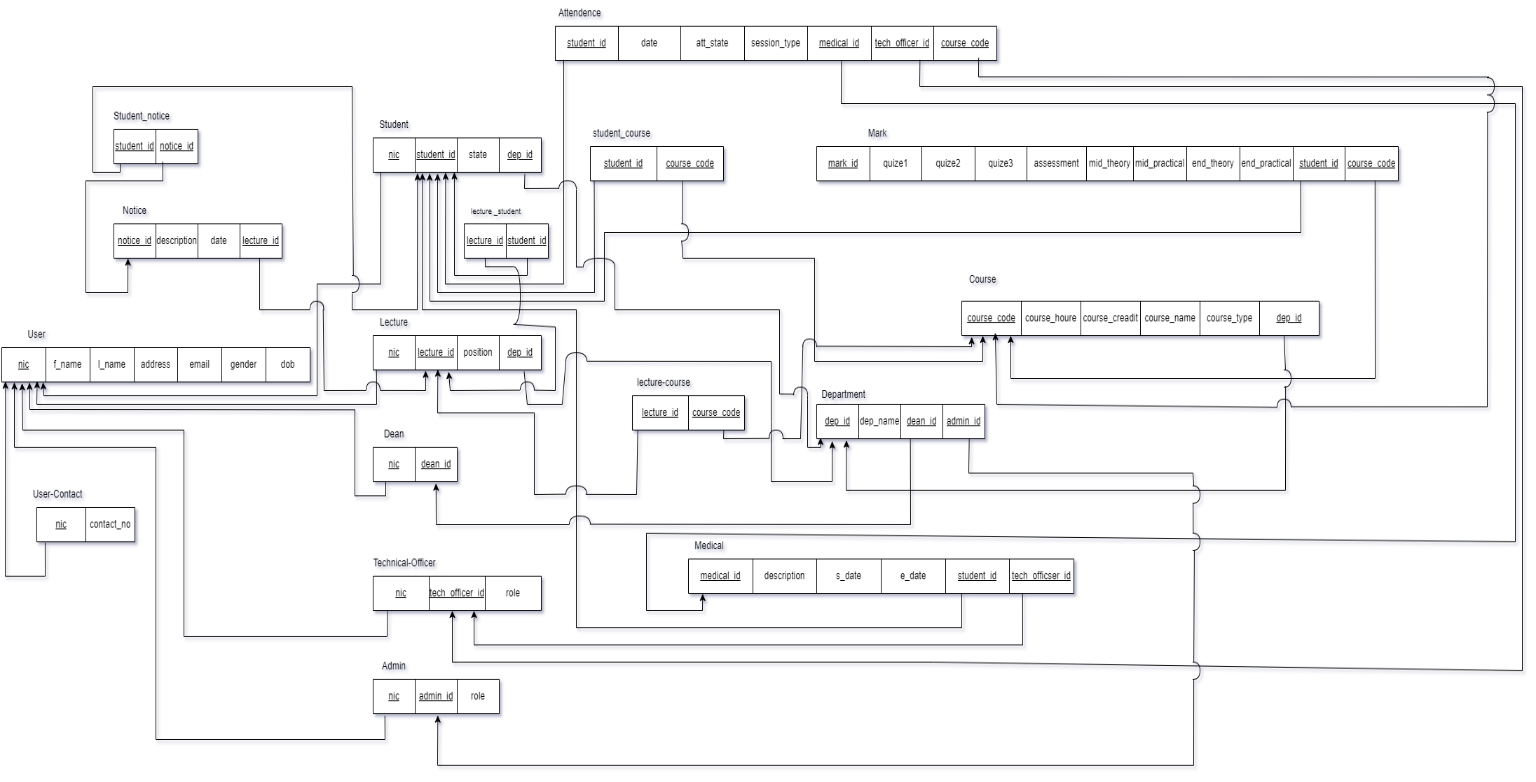 Attendence
student_id date att_state session_type medical_id tech_officer_id course_code
Student_notice
student_id notice_id
Student
nic student_id state dep_id
student_course
student_id course_code
Mark
mark_id quize1 quize2 quize3 assessment mid_theory mid_practical end_theory end_practical student_id course_code
Notice
notice_id description date lecture_id
lecture_student
lecture_id student_id
Course
course_code course_houre course_creadit course_name course_type dep_id
User
nic f_name l_name address email gender dob
Lecture
nic lecture_id position dep_id
lecture-course
lecture_id course_code
Department
dep_id dep_name dean_id admin_id
Dean
nic dean_id
User-Contact
nic contact_no
Technical-Officer
nic tech_officer_id role
Medical
medical_id description s_date e_date student_id tech_officser_id
Admin
nic admin_id role